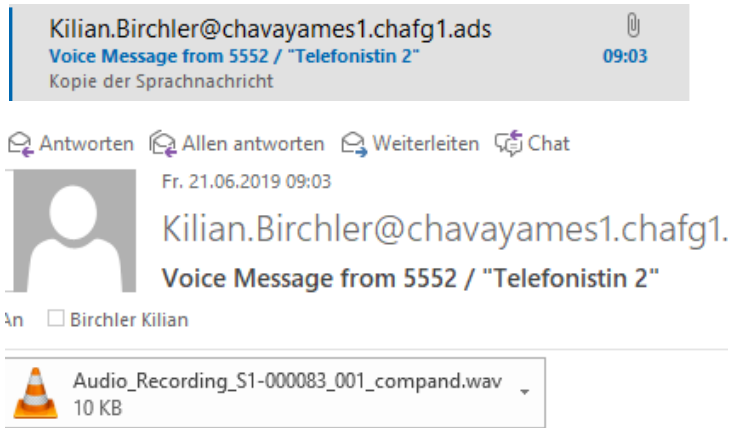 Kilian.Birchler@chavayames1.chafg1.ads
Voice Message from 5552 / "Telefonistin 2" 09:03
Kopie der Sprachnachricht
Antworten Allen antworten Weiterleiten Chat
Fr. 21.06.2019 09:03
Kilian.Birchler@chavayames1.chafg1.
Voice Message from 5552 / "Telefonistin 2"
An Birchler Kilian
Audio_Recording_S1-000083_001_compand.wav
10 KB